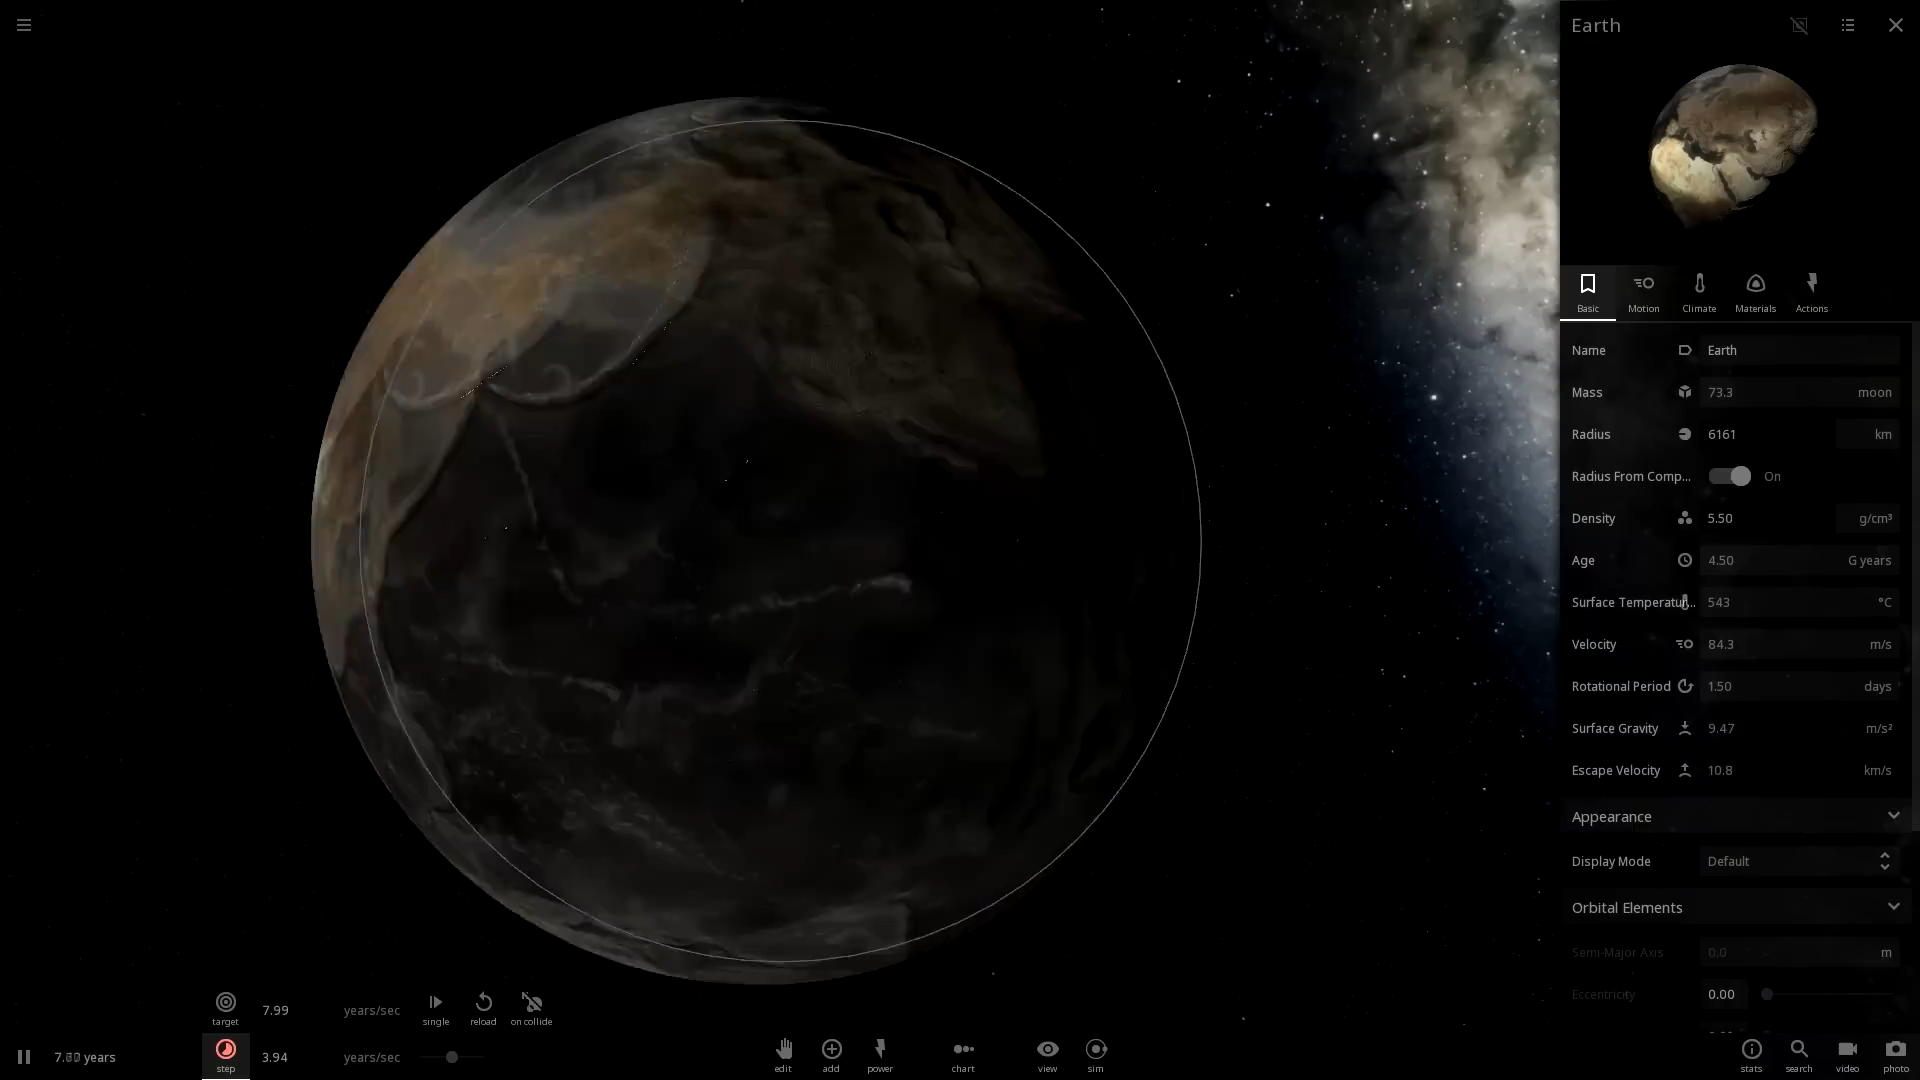 Earth
Basic
Motion
Climate
Materials
Actions
Name Earth
Mass 73.3 moon
Radius 6161 km
Radius From Comp... On
Density 5.50 g/cm³
Age 4.50 G years
Surface Temperatur... 543 °C
Velocity 84.3 m/s
Rotational Period 1.50 days
Surface Gravity 9.47 m/s²
Escape Velocity 10.8 km/s
Appearance
Display Mode Default
Orbital Elements
Semi-Major Axis 0.0 m
Eccentricity 0.00
target 7.99 years/sec
single
reload
on collide
years
step 3.94 years/sec
edit
add
power
chart
view
sim
stats
search
video
photo